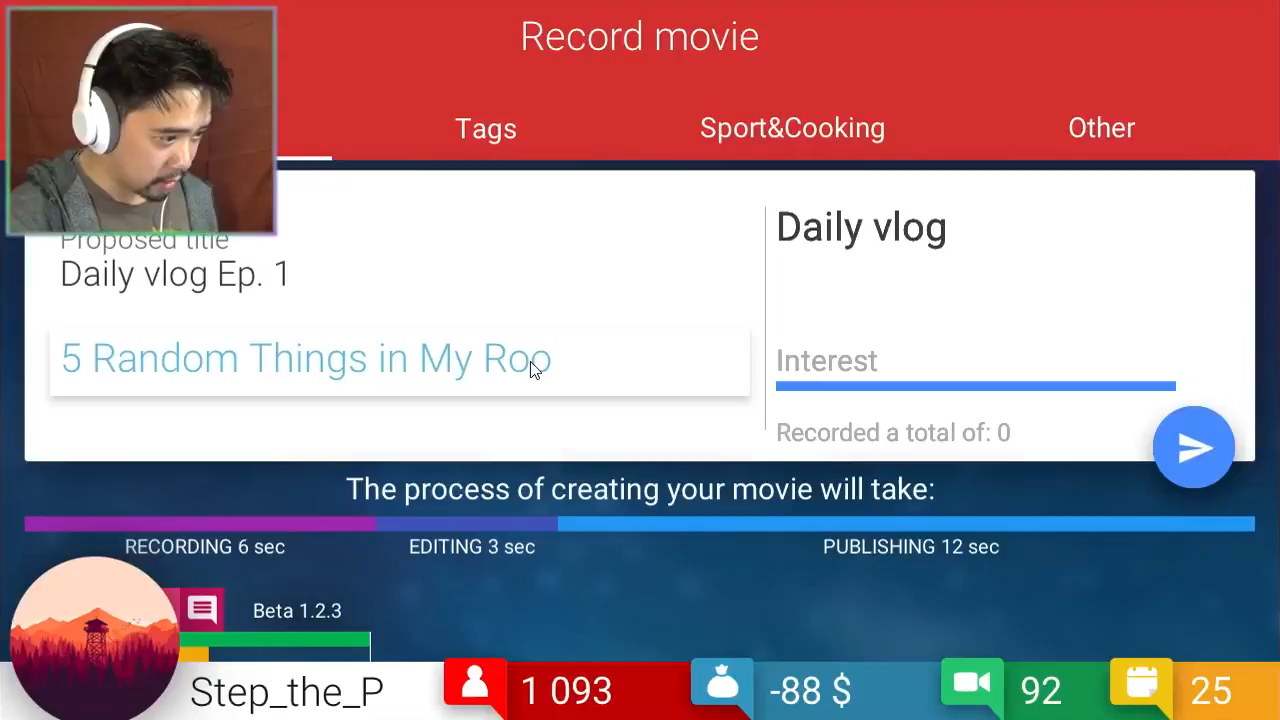 Record movie
Tags
Sport&Cooking
Other
Proposed title
Daily vlog Ep. 1
5 Random Things in My Roo
Daily vlog
Interest
Recorded a total of: 0
The process of creating your movie will take:
RECORDING 6 sec
EDITING 3 sec
PUBLISHING 12 sec
Beta 1.2.3
Step_the_P
1 093
-88 $
92
25